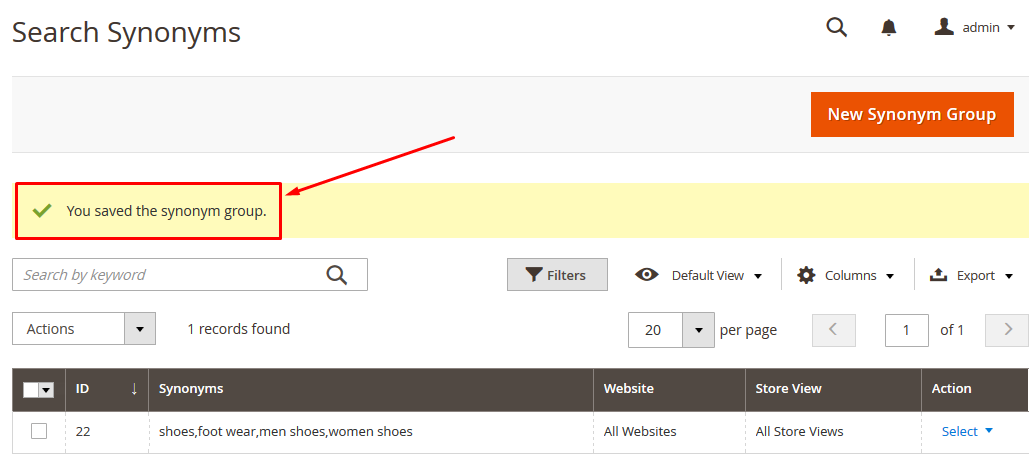 Search Synonyms
admin
New Synonym Group
You saved the synonym group.
Search by keyword
Filters
Default View
Columns
Export
Actions
1 records found
20
per page
1
of 1
ID ↓ Synonyms Website Store View Action
22 shoes,foot wear,men shoes,women shoes All Websites All Store Views Select